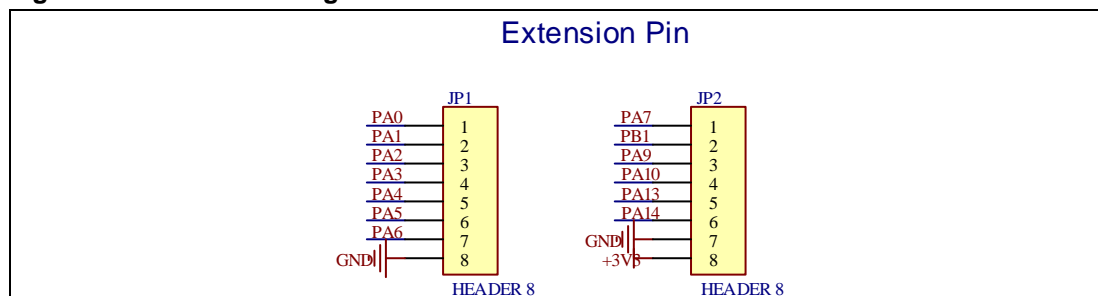 Extension Pin
JP1
PA0 1
PA1 2
PA2 3
PA3 4
PA4 5
PA5 6
PA6 7
GND 8
HEADER 8
JP2
PA7 1
PB1 2
PA9 3
PA10 4
PA13 5
PA14 6
GND 7
+3V3 8
HEADER 8